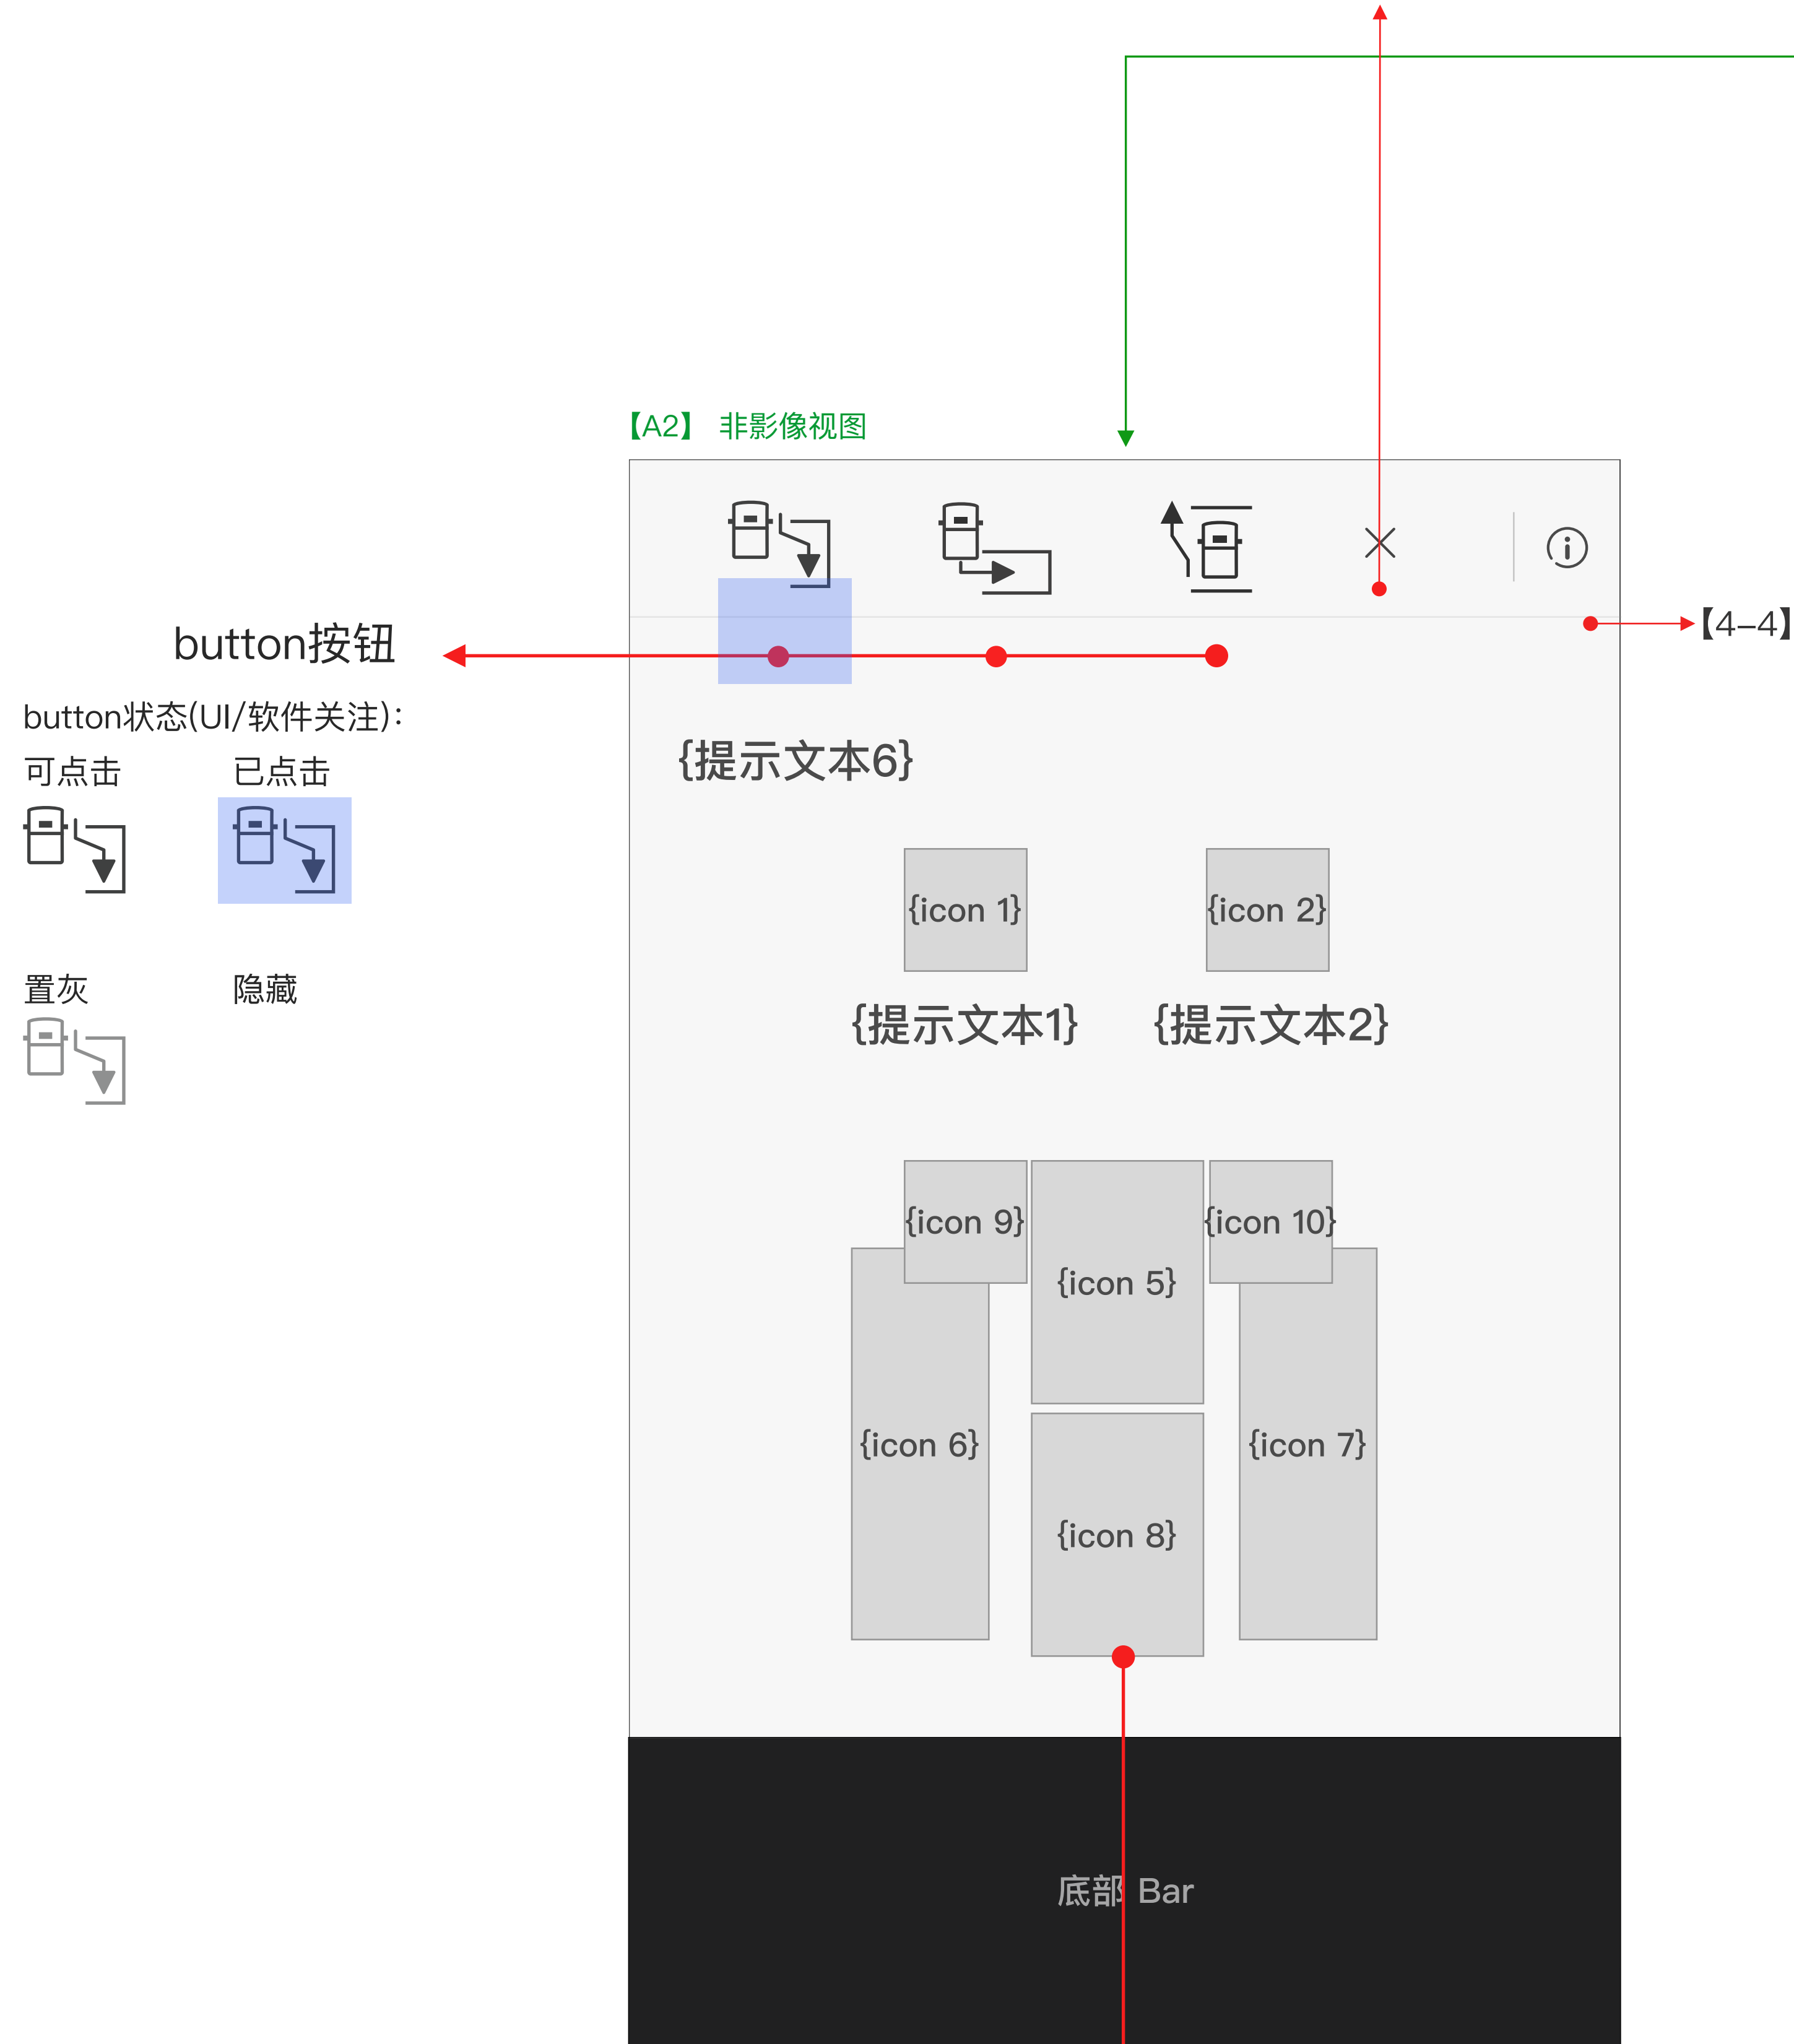 【A2】 非影像视图
【4-4】
button按钮
button状态(UI/软件关注):
可点击 已点击
置灰 隐藏
{提示文本6}
{icon 1} {icon 2}
{提示文本1} {提示文本2}
{icon 9} {icon 10}
{icon 5}
{icon 6} {icon 7}
{icon 8}
底部 Bar